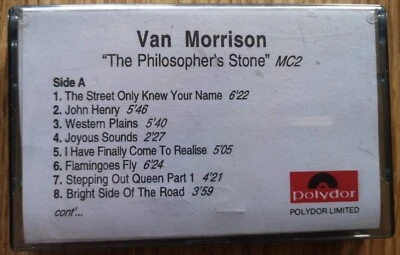 Van Morrison
"The Philosopher's Stone" MC2
Side A
1. The Street Only Knew Your Name 6'22
2. John Henry 5'46
3. Western Plains 5'40
4. Joyous Sounds 2'27
5. I Have Finally Come To Realise 5'05
6. Flamingoes Fly 6'24
7. Stepping Out Queen Part 1 4'21
8. Bright Side Of The Road 3'59
cont'...
polydor
POLYDOR LIMITED